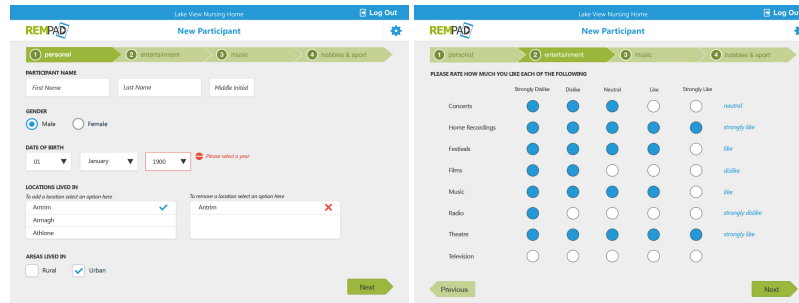 Lake View Nursing Home
Log Out
REMPAD
New Participant
1 personal
2 entertainment
3 music
4 hobbies & sport
PARTICIPANT NAME
First Name Last Name Middle Initial
GENDER
Male Female
DATE OF BIRTH
01 January 1900 Please select a year
LOCATIONS LIVED IN
To add a location select an option here To remove a location select an option here
Antrim Antrim
Armagh
Athlone
AREAS LIVED IN
Rural Urban
Next
Lake View Nursing Home
Log Out
REMPAD
New Participant
1 personal
2 entertainment
3 music
4 hobbies & sport
PLEASE RATE HOW MUCH YOU LIKE EACH OF THE FOLLOWING
Strongly Dislike Dislike Neutral Like Strongly Like
Concerts neutral
Home Recordings strongly like
Festivals like
Films dislike
Music like
Radio strongly dislike
Theatre strongly like
Television
Previous
Next